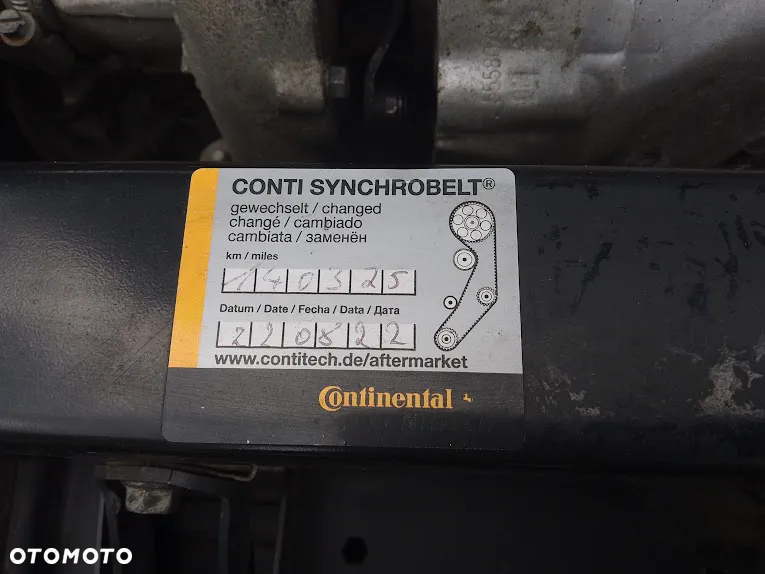 CONTI SYNCHROBELT®
gewechselt / changed
changé / cambiado
cambiata / заменён
km / miles
140325
Datum / Date / Fecha / Data / Дата
220822
www.contitech.de/aftermarket
Continental
OTOMOTO